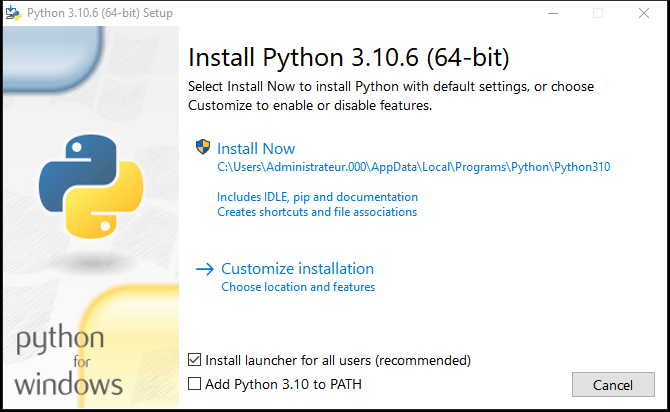 Python 3.10.6 (64-bit) Setup
Install Python 3.10.6 (64-bit)
Select Install Now to install Python with default settings, or choose
Customize to enable or disable features.
Install Now
C:\Users\Administrateur.000\AppData\Local\Programs\Python\Python310
Includes IDLE, pip and documentation
Creates shortcuts and file associations
Customize installation
Choose location and features
Install launcher for all users (recommended)
Add Python 3.10 to PATH
Cancel
python
for
windows